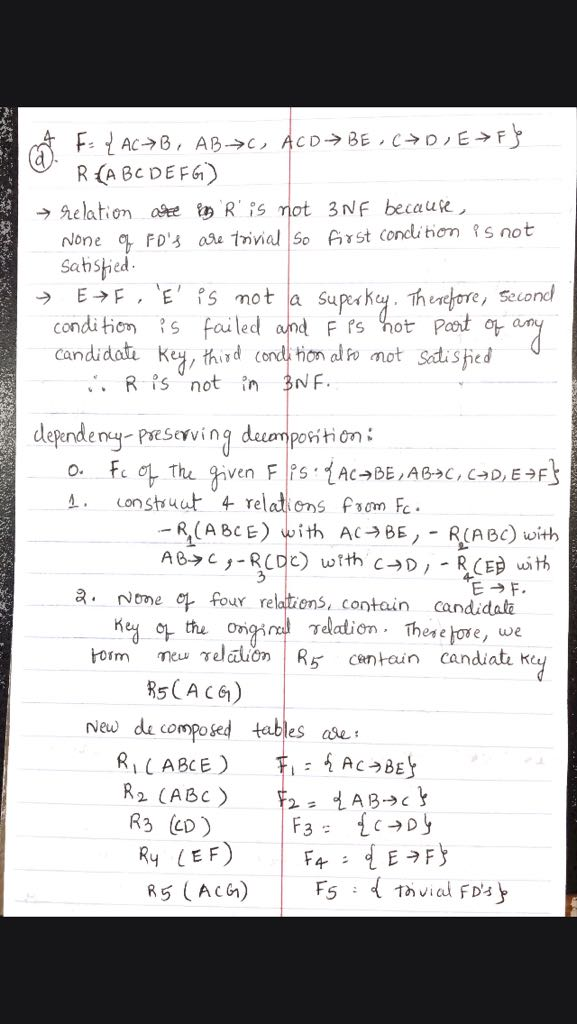 4
(d). F= { AC→B, AB→C, ACD→BE, C→D, E→F}
R (ABCDEFG)
→ relation 'R' is not 3NF because,
None of FD's are trivial so first condition is not
satisfied.
→ E→F, 'E' is not a superkey. Therefore, second
condition is failed and F is not part of any
candidate key, third condition also not satisfied
∴ R is not in 3NF.
dependency-preserving decomposition:
0. Fc of the given F is: {AC→BE, AB→C, C→D, E→F}
1. construct 4 relations from Fc.
-R1(ABCE) with AC→BE, - R2(ABC) with
AB→C, -R3(DC) with C→D, - R4(EF) with
E→F.
2. None of four relations, contain candidate
key of the original relation. Therefore, we
form new relation R5 contain candiate key
R5(ACG)
New decomposed tables are:
R1(ABCE) F1 = {AC→BE}
R2 (ABC) F2 = {AB→C}
R3 (CD) F3 = {C→D}
R4 (EF) F4 = {E→F}
R5 (ACG) F5 : { trivial FD's}